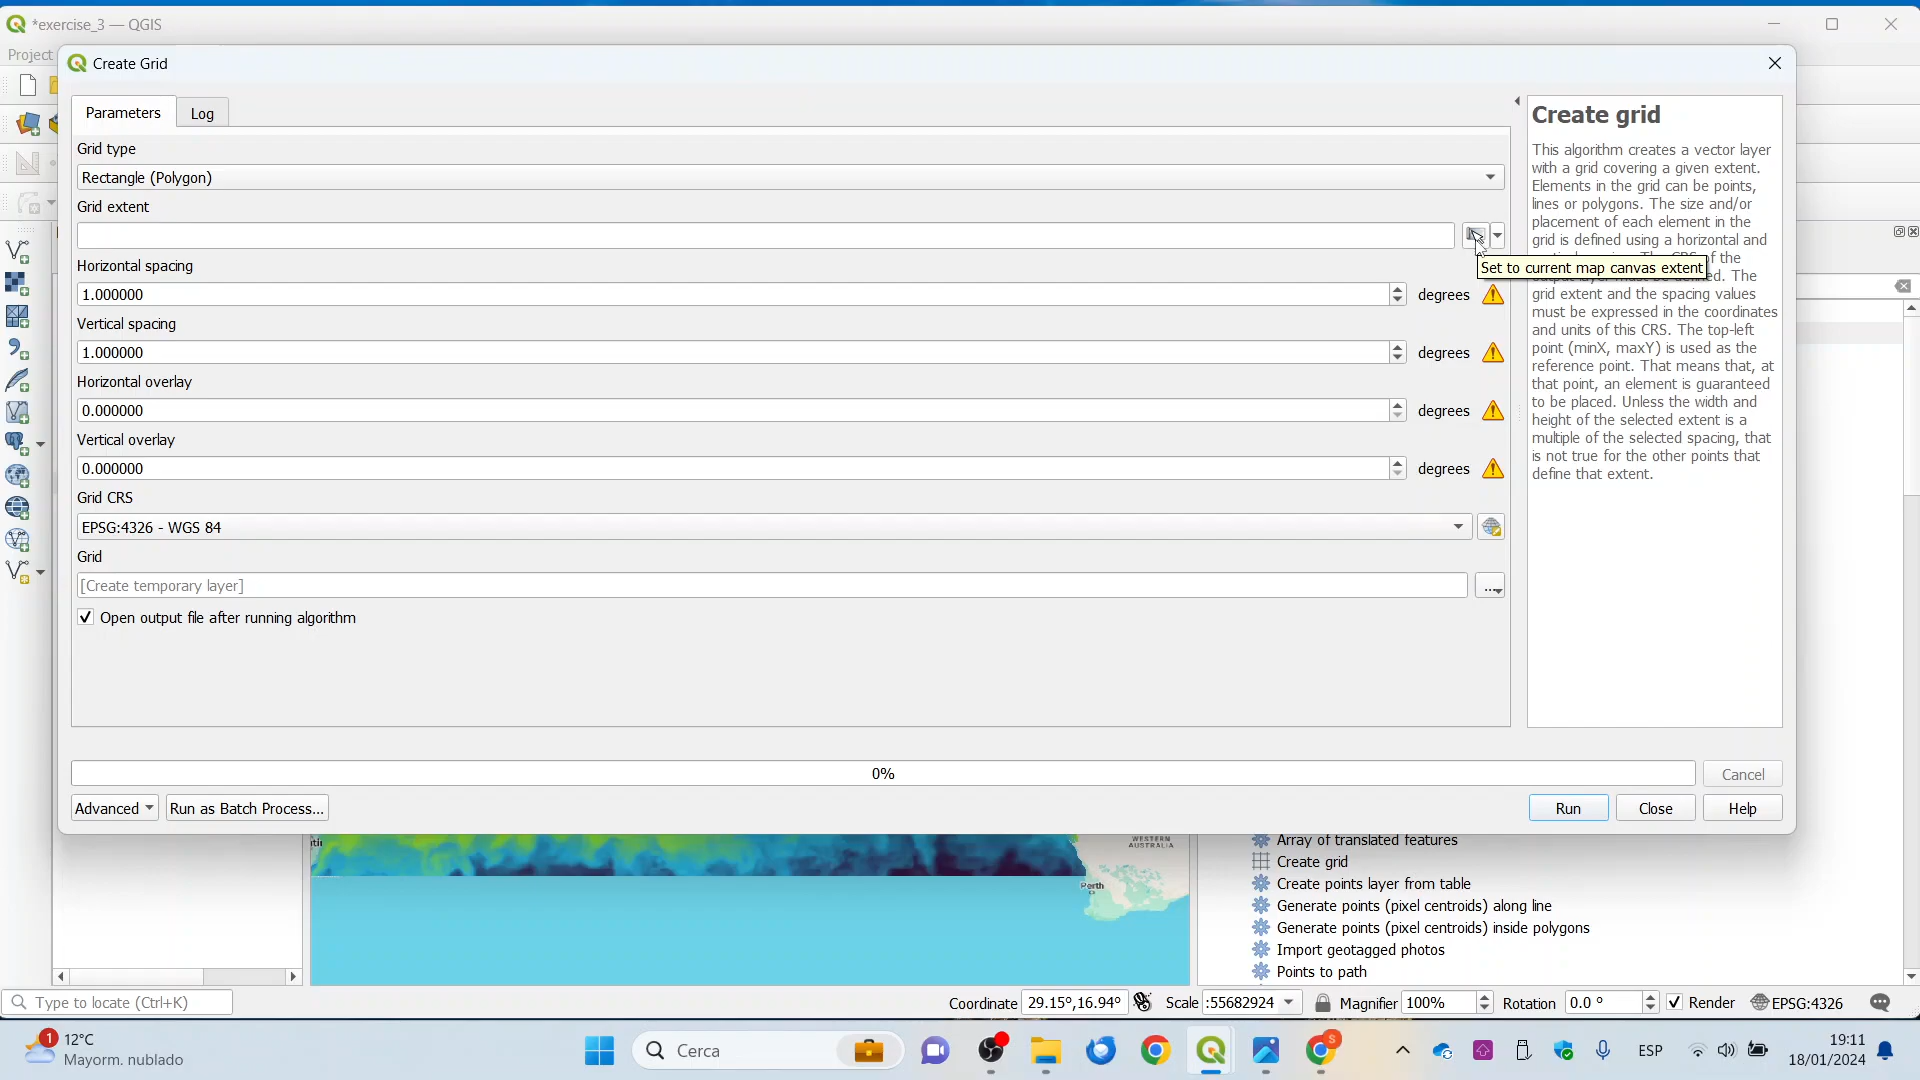 *exercise_3 — QGIS
Project
Create Grid
Parameters
Log
Grid type
Rectangle (Polygon)
Grid extent
Set to current map canvas extent
Horizontal spacing
1.000000
degrees
Vertical spacing
1.000000
degrees
Horizontal overlay
0.000000
degrees
Vertical overlay
0.000000
degrees
Grid CRS
EPSG:4326 - WGS 84
Grid
[Create temporary layer]
...
Open output file after running algorithm
Create grid
This algorithm creates a vector layer
with a grid covering a given extent.
Elements in the grid can be points,
lines or polygons. The size and/or
placement of each element in the
grid is defined using a horizontal and
of the
ed. The
grid extent and the spacing values
must be expressed in the coordinates
and units of this CRS. The top-left
point (minX, maxY) is used as the
reference point. That means that, at
that point, an element is guaranteed
to be placed. Unless the width and
height of the selected extent is a
multiple of the selected spacing, that
is not true for the other points that
define that extent.
0%
Cancel
Advanced
Run as Batch Process...
Run
Close
Help
WESTERN
AUSTRALIA
Perth
Array of translated features
Create grid
Create points layer from table
Generate points (pixel centroids) along line
Generate points (pixel centroids) inside polygons
Import geotagged photos
Points to path
Type to locate (Ctrl+K)
Coordinate
29.15°,16.94°
Scale
:55682924
Magnifier
100%
Rotation
0.0 °
Render
EPSG:4326
1
12°C
Mayorm. nublado
Cerca
S
ESP
19:11
18/01/2024